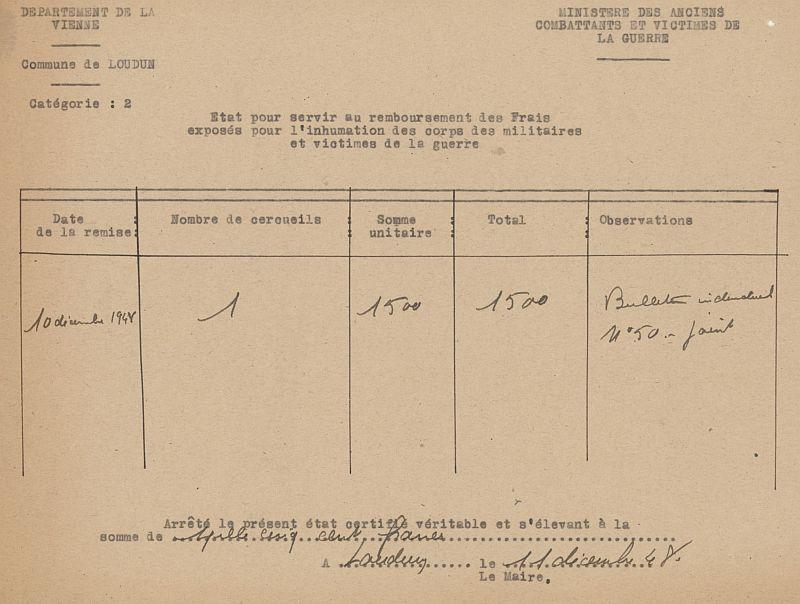 DEPARTEMENT DE LA
VIENNE
Commune de LOUDUN
Catégorie : 2
MINISTERE DES ANCIENS
COMBATTANTS ET VICTIMES DE
LA GUERRE
Etat pour servir au remboursement des Frais
exposés pour l'inhumation des corps des militaires
et victimes de la guerre
Date
de la remise
Nombre de cercueils
Somme
unitaire
Total
Observations
10 décembre 1948
1
1500
1500
Bulletin individuel
N° 50 - joint
Arrêté le présent état certifié véritable et s'élevant à la
somme de Mille cinq cent francs
A Loudun le 11 décembre 48.
Le Maire,